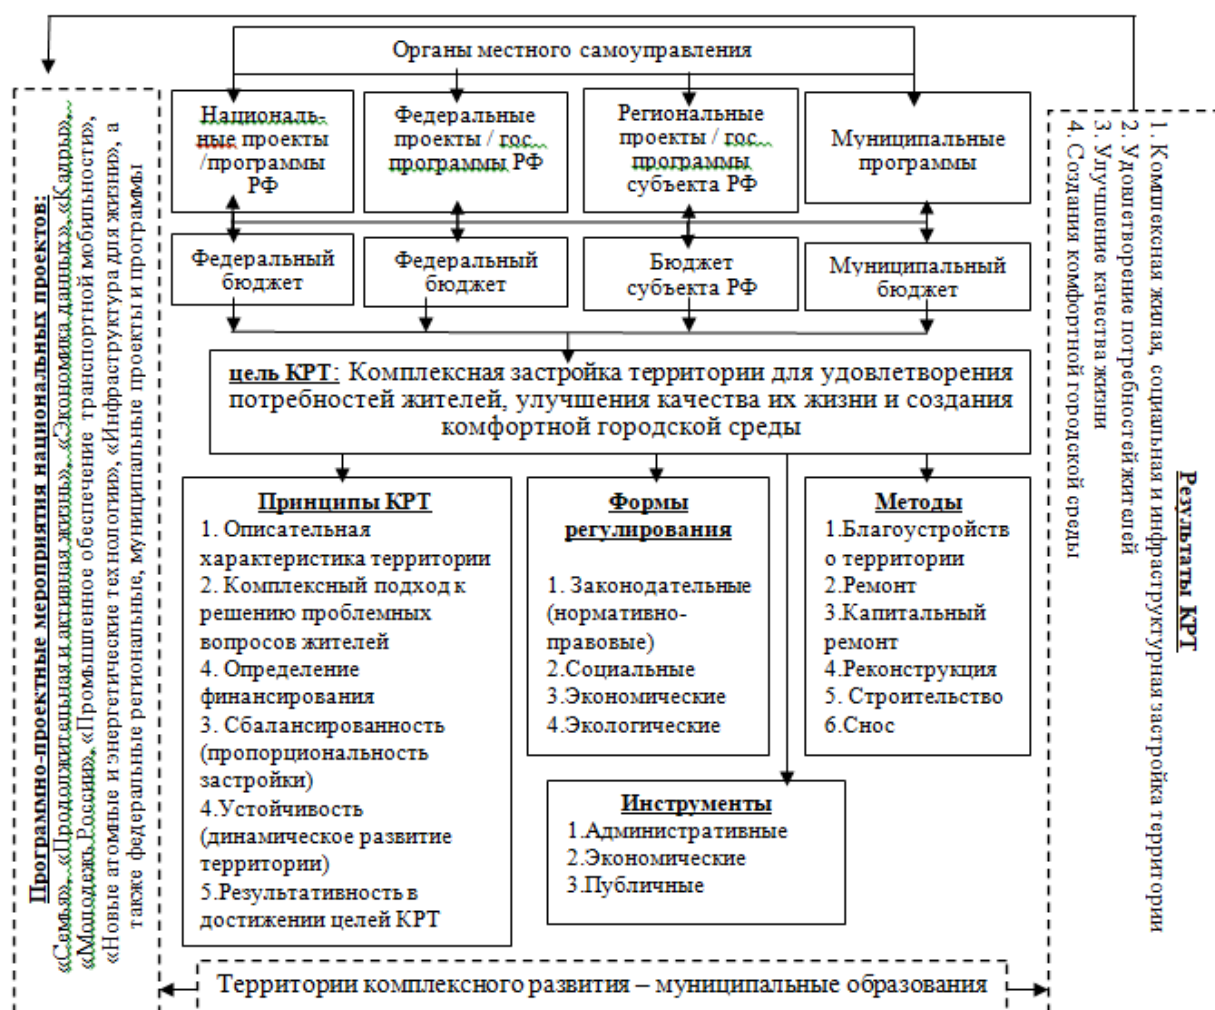 Органы местного самоуправления
Националь-
ные проекты
/программы
РФ
Федеральные
проекты / гос.
программы РФ
Региональные
проекты / гос.
программы
субъекта РФ
Муниципальные
программы
Федеральный
бюджет
Федеральный
бюджет
Бюджет
субъекта РФ
Муниципальный
бюджет
цель КРТ: Комплексная застройка территории для удовлетворения
потребностей жителей, улучшения качества их жизни и создания
комфортной городской среды
Принципы КРТ
1. Описательная
характеристика территории
2. Комплексный подход к
решению проблемных
вопросов жителей
4. Определение
финансирования
3. Сбалансированность
(пропорциональность
застройки)
4.Устойчивость
(динамическое развитие
территории)
5.Результативность в
достижении целей КРТ
Формы
регулирования
1. Законодательные
(нормативно-
правовые)
2.Социальные
3.Экономические
4.Экологические
Методы
1.Благоустройств
о территории
2.Ремонт
3.Капитальный
ремонт
4.Реконструкция
5. Строительство
6.Снос
Инструменты
1.Административные
2.Экономические
3.Публичные
Территории комплексного развития – муниципальные образования
Программно-проектные мероприятия национальных проектов:
«Семья», «Продолжительная и активная жизнь», «Экономика данных», «Кадры»,
«Молодежь России», «Промышленное обеспечение транспортной мобильности»,
«Новые атомные и энергетические технологии», «Инфраструктура для жизни», а
также федеральные региональные, муниципальные проекты и программы
Результаты КРТ
1. Комплексная жилая, социальная и инфраструктурная застройка территории
2. Удовлетворение потребностей жителей
3. Улучшение качества жизни
4. Создания комфортной городской среды